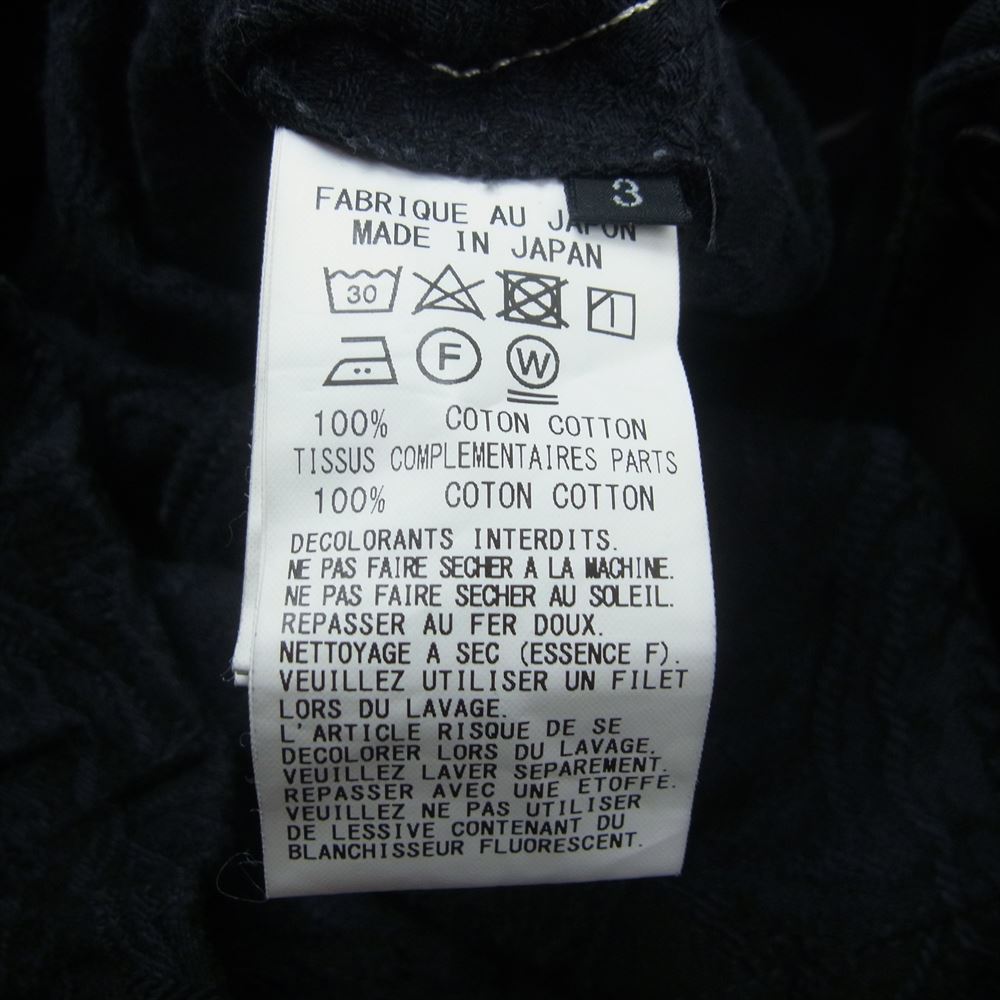 3
FABRIQUE AU JAPON
MADE IN JAPAN
30
F
W
100% COTON COTTON
TISSUS COMPLEMENTAIRES PARTS
100% COTON COTTON
DECOLORANTS INTERDITS.
NE PAS FAIRE SECHER A LA MACHINE.
NE PAS FAIRE SECHER AU SOLEIL.
REPASSER AU FER DOUX.
NETTOYAGE A SEC (ESSENCE F).
VEUILLEZ UTILISER UN FILET
LORS DU LAVAGE.
L'ARTICLE RISQUE DE SE
DECOLORER LORS DU LAVAGE.
VEUILLEZ LAVER SEPAREMENT.
REPASSER AVEC UNE ETOFFE.
VEUILLEZ NE PAS UTILISER
DE LESSIVE CONTENANT DU
BLANCHISSEUR FLUORESCENT.